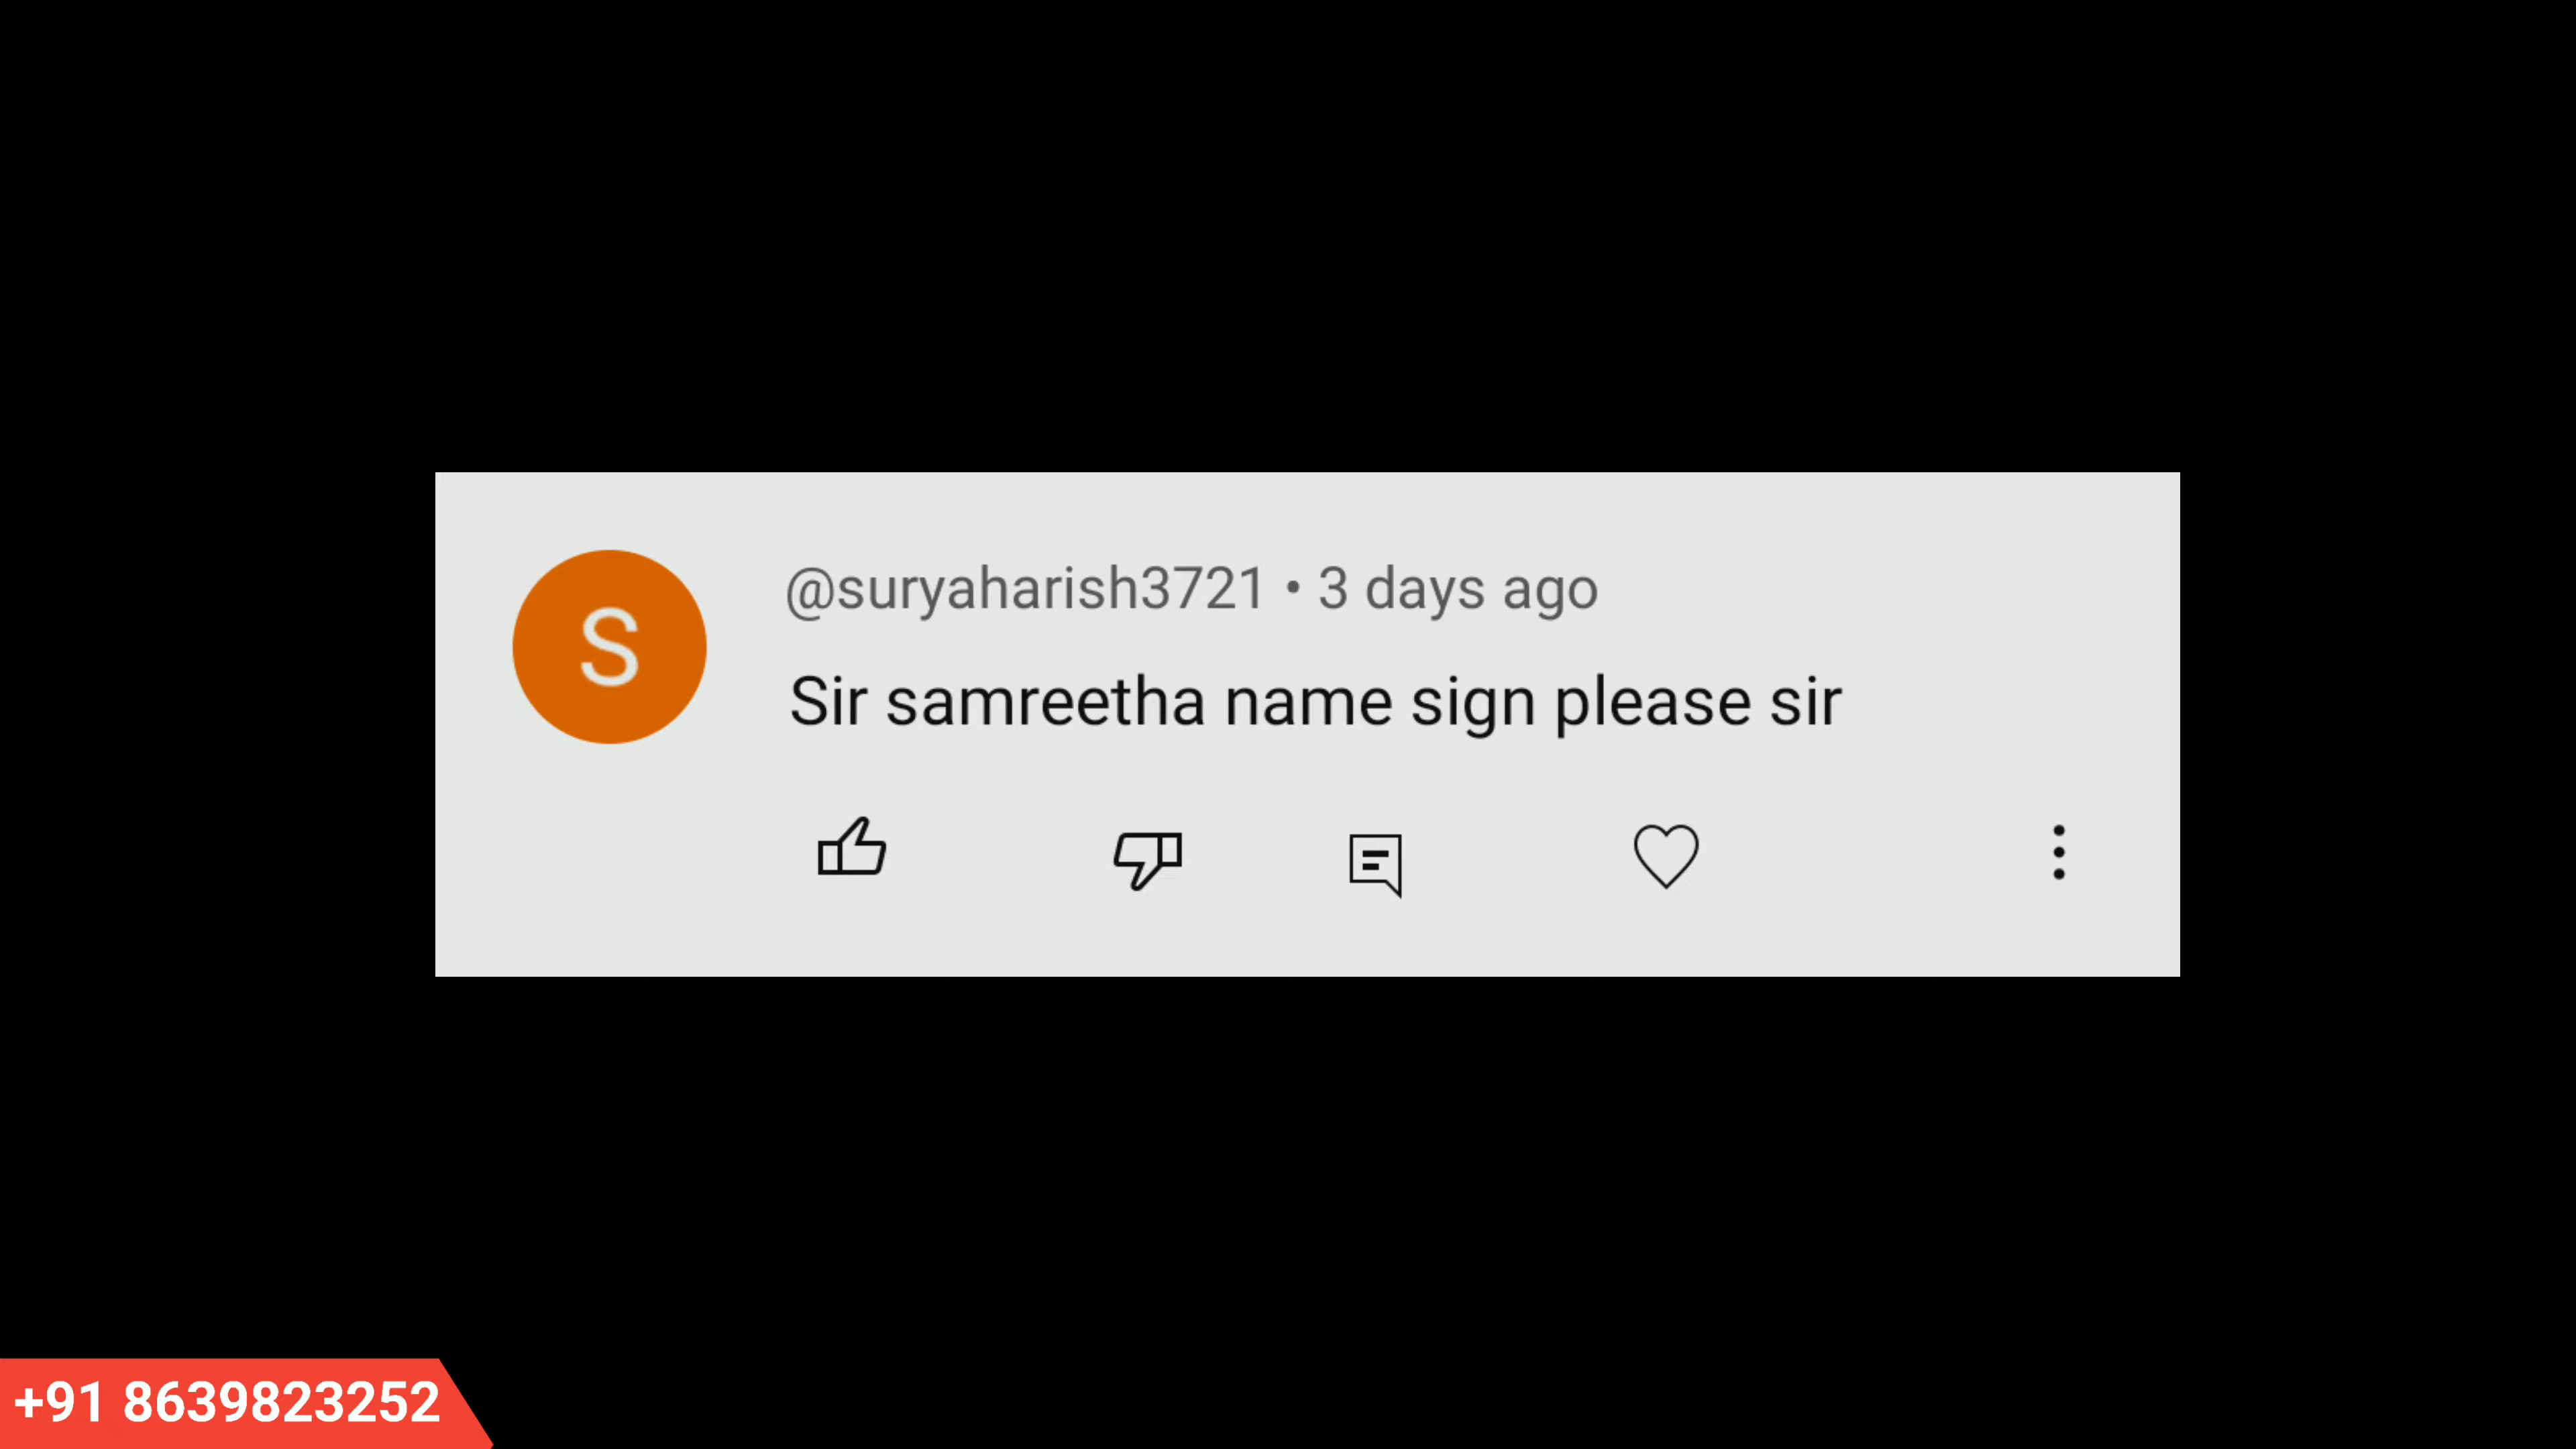 S
@suryaharish3721 • 3 days ago
Sir samreetha name sign please sir
+91 8639823252